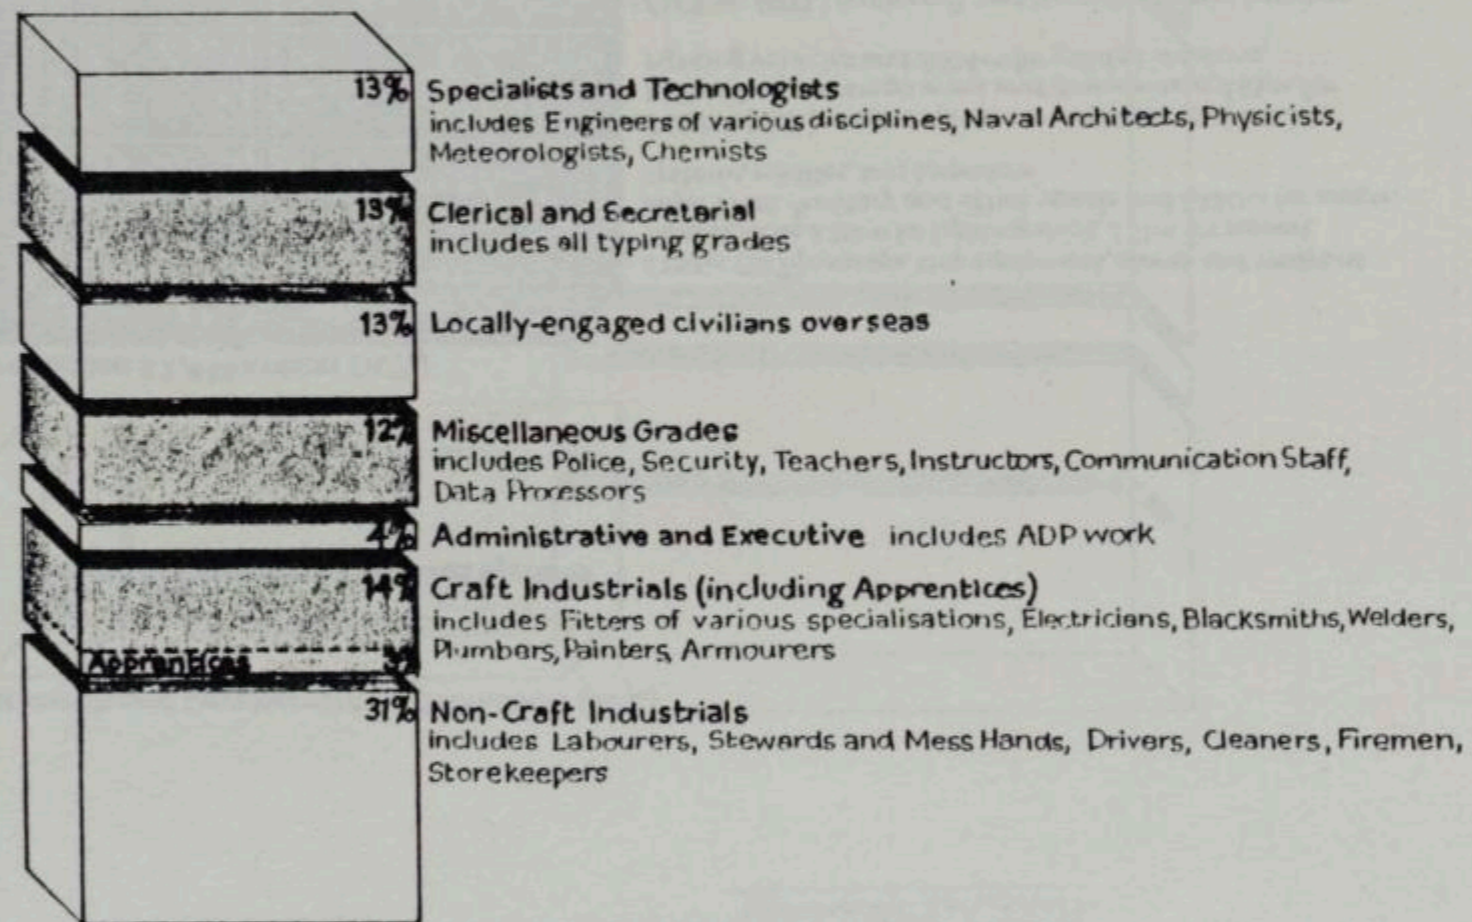 13% Specialists and Technologists
includes Engineers of various disciplines, Naval Architects, Physicists,
Meteorologists, Chemists
13% Clerical and Secretarial
includes all typing grades
13% Locally-engaged civilians overseas
12% Miscellaneous Grades
includes Police, Security, Teachers, Instructors, Communication Staff,
Data Processors
4% Administrative and Executive includes ADP work
14% Craft Industrials (including Apprentices)
includes Fitters of various specialisations, Electricians, Blacksmiths, Welders,
Plumbers, Painters, Armourers
Apprentices 3%
31% Non-Craft Industrials
includes Labourers, Stewards and Mess Hands, Drivers, Cleaners, Firemen,
Storekeepers